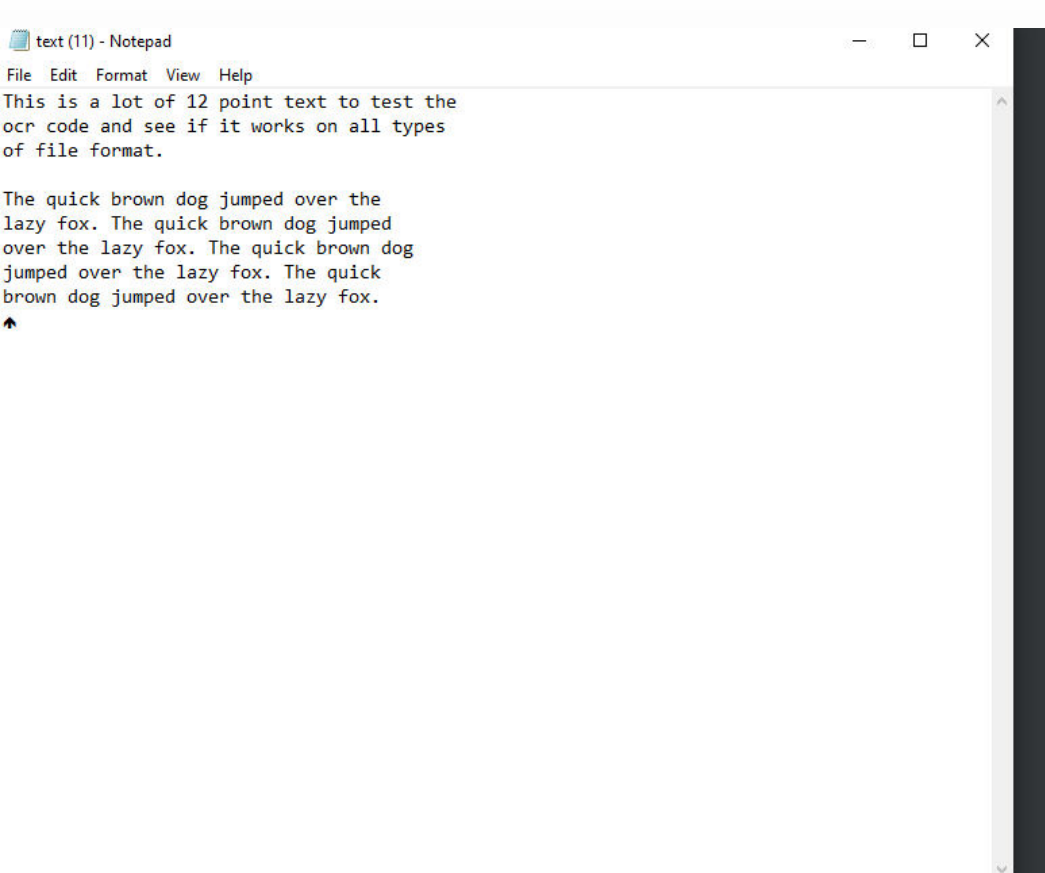 text (11) - Notepad
File Edit Format View Help
This is a lot of 12 point text to test the
ocr code and see if it works on all types
of file format.

The quick brown dog jumped over the
lazy fox. The quick brown dog jumped
over the lazy fox. The quick brown dog
jumped over the lazy fox. The quick
brown dog jumped over the lazy fox.